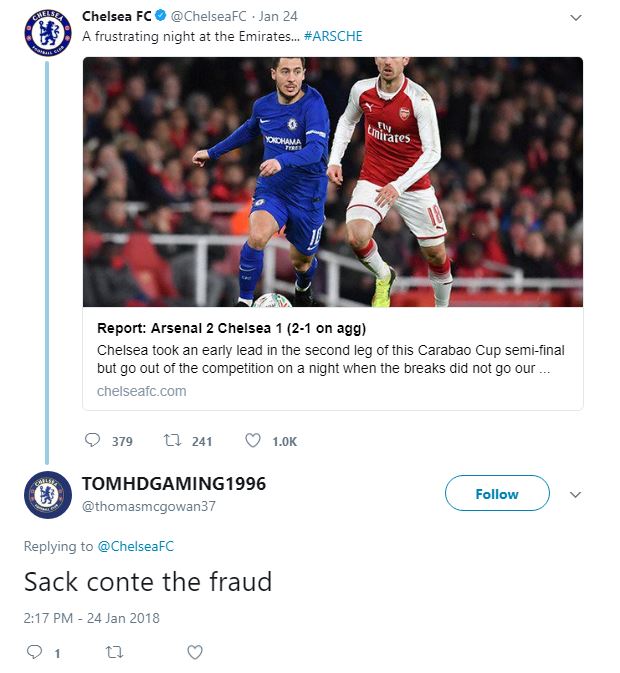 Chelsea FC @ChelseaFC · Jan 24
A frustrating night at the Emirates... #ARSCHE
YOKOHAMA
TYRES
Fly
Emirates
10
18
Report: Arsenal 2 Chelsea 1 (2-1 on agg)
Chelsea took an early lead in the second leg of this Carabao Cup semi-final
but go out of the competition on a night when the breaks did not go our ...
chelseafc.com
379 241 1.0K
TOMHDGAMING1996
@thomasmcgowan37
Follow
Replying to @ChelseaFC
Sack conte the fraud
2:17 PM - 24 Jan 2018
1